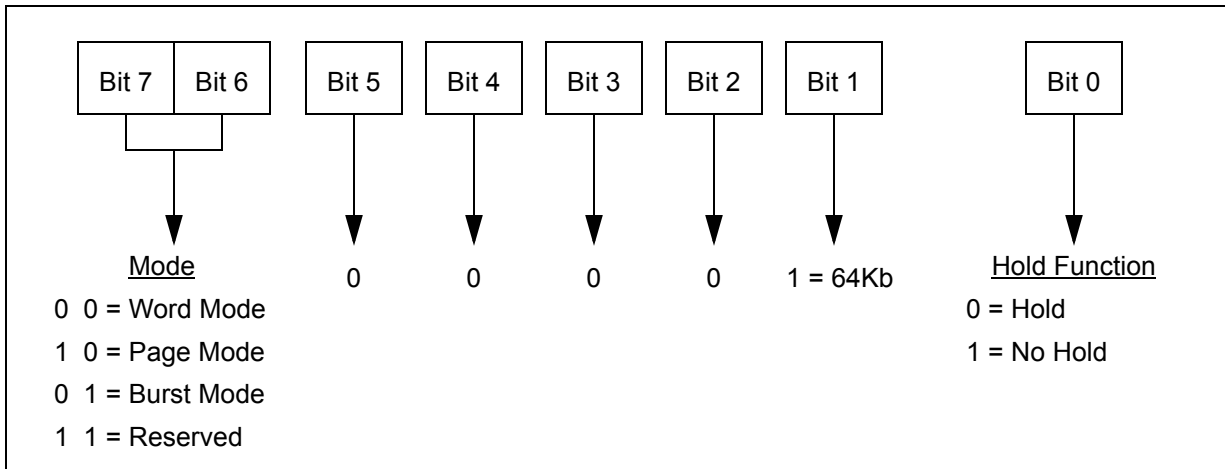 Bit 7 Bit 6 Bit 5 Bit 4 Bit 3 Bit 2 Bit 1 Bit 0
Mode 0 0 0 0 1 = 64Kb Hold Function
0 0 = Word Mode 0 = Hold
1 0 = Page Mode 1 = No Hold
0 1 = Burst Mode
1 1 = Reserved